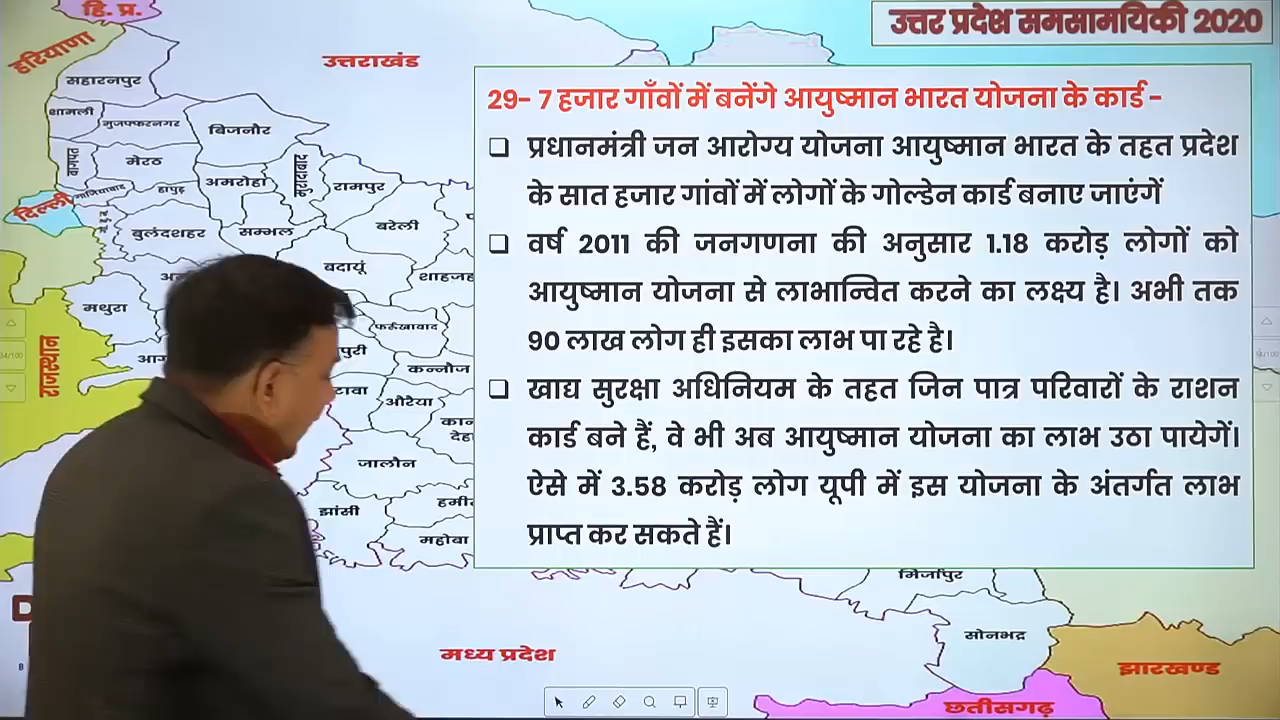 हि. प्र.
उत्तर प्रदेश समसामयिकी 2020
हरियाणा
उत्तराखंड
सहारनपुर
शामली
मुजफ्फरनगर
बिजनौर
बागपत
मेरठ
मुरादाबाद
अमरोहा
रामपुर
गाजियाबाद
हापुड़
दिल्ली
बुलंदशहर
सम्भल
बरेली
बदायूं
शाहजह
मथुरा
फर्रुखाबाद
आग
पुरी
कन्नौज
राजस्थान
टावा
औरैया
कान
देहा
जालौन
झांसी
हमीर
महोबा
29- 7 हजार गाँवों में बनेंगे आयुष्मान भारत योजना के कार्ड -
❑ प्रधानमंत्री जन आरोग्य योजना आयुष्मान भारत के तहत प्रदेश
के सात हजार गांवों में लोगों के गोल्डेन कार्ड बनाए जाएंगें
❑ वर्ष 2011 की जनगणना की अनुसार 1.18 करोड़ लोगों को
आयुष्मान योजना से लाभान्वित करने का लक्ष्य है। अभी तक
90 लाख लोग ही इसका लाभ पा रहे है।
❑ खाद्य सुरक्षा अधिनियम के तहत जिन पात्र परिवारों के राशन
कार्ड बने हैं, वे भी अब आयुष्मान योजना का लाभ उठा पायेगें।
ऐसे में 3.58 करोड़ लोग यूपी में इस योजना के अंतर्गत लाभ
प्राप्त कर सकते हैं।
मिर्जापुर
सोनभद्र
मध्य प्रदेश
झारखण्ड
छतीसगढ़